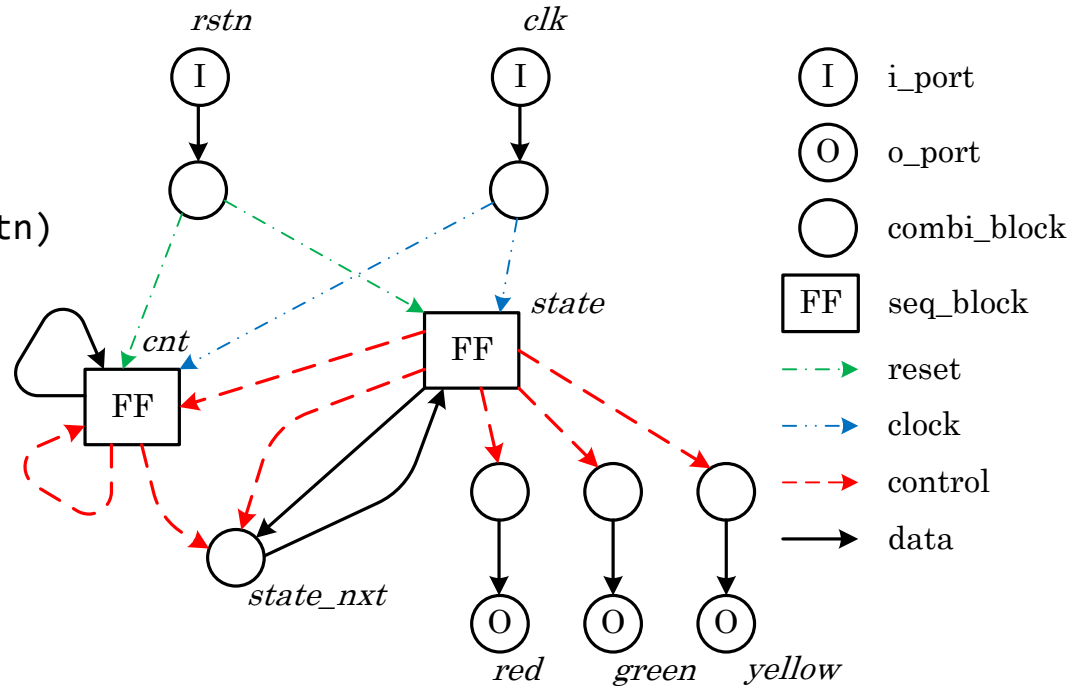 rstn
clk
I
I
I
i_port
O
o_port
combi_block
tn)
state
FF
seq_block
cnt
FF
FF
reset
clock
control
data
state_nxt
O
O
O
red
green
yellow